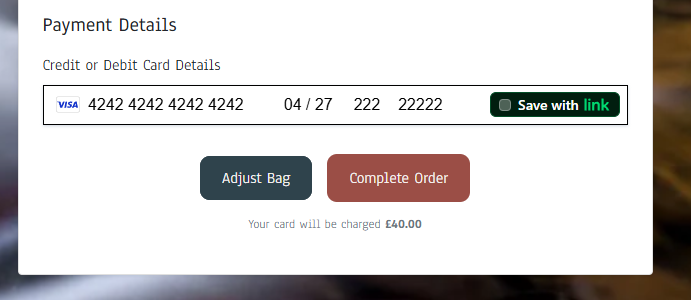 Payment Details
Credit or Debit Card Details
VISA 4242 4242 4242 4242 04 / 27 222 22222 Save with link
Adjust Bag Complete Order
Your card will be charged £40.00